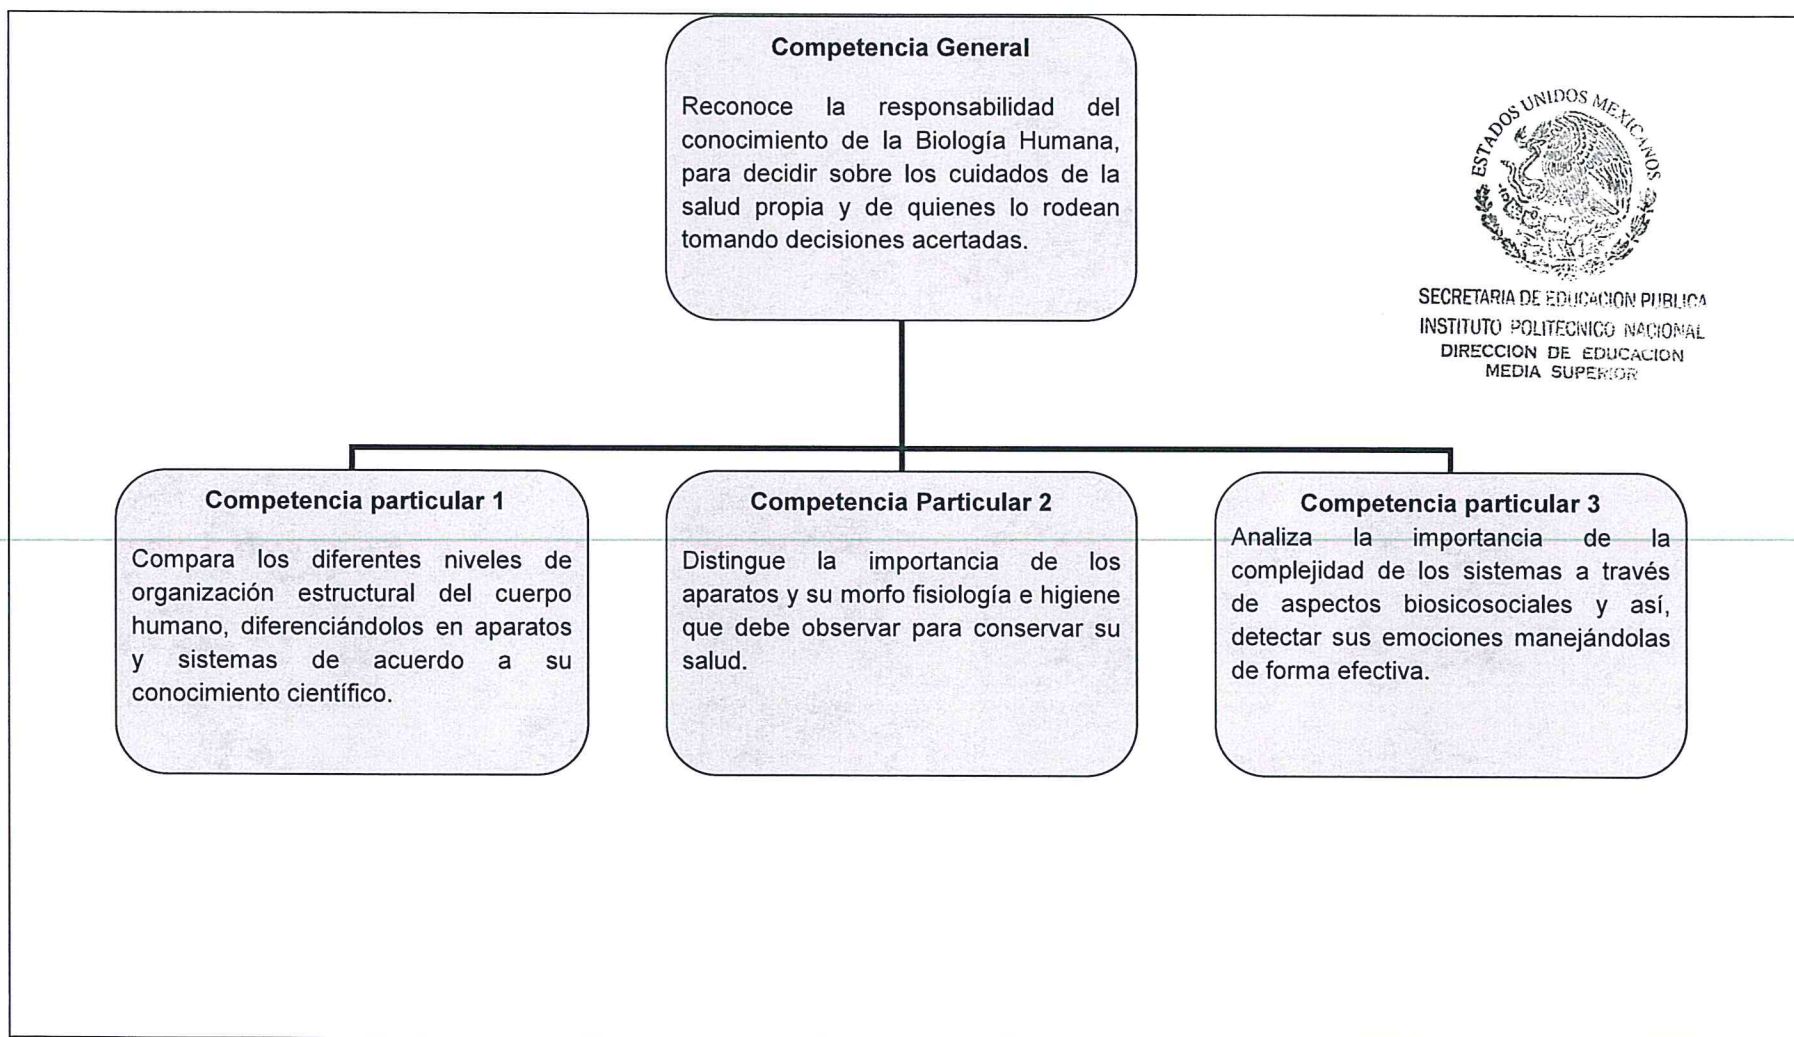 Competencia General
Reconoce la responsabilidad del
conocimiento de la Biología Humana,
para decidir sobre los cuidados de la
salud propia y de quienes lo rodean
tomando decisiones acertadas.
ESTADOS UNIDOS MEXICANOS
SECRETARIA DE EDUCACION PUBLICA
INSTITUTO POLITECNICO NACIONAL
DIRECCION DE EDUCACION
MEDIA SUPERIOR
Competencia particular 1
Compara los diferentes niveles de
organización estructural del cuerpo
humano, diferenciándolos en aparatos
y sistemas de acuerdo a su
conocimiento científico.
Competencia Particular 2
Distingue la importancia de los
aparatos y su morfo fisiología e higiene
que debe observar para conservar su
salud.
Competencia particular 3
Analiza la importancia de la
complejidad de los sistemas a través
de aspectos biosicosociales y así,
detectar sus emociones manejándolas
de forma efectiva.